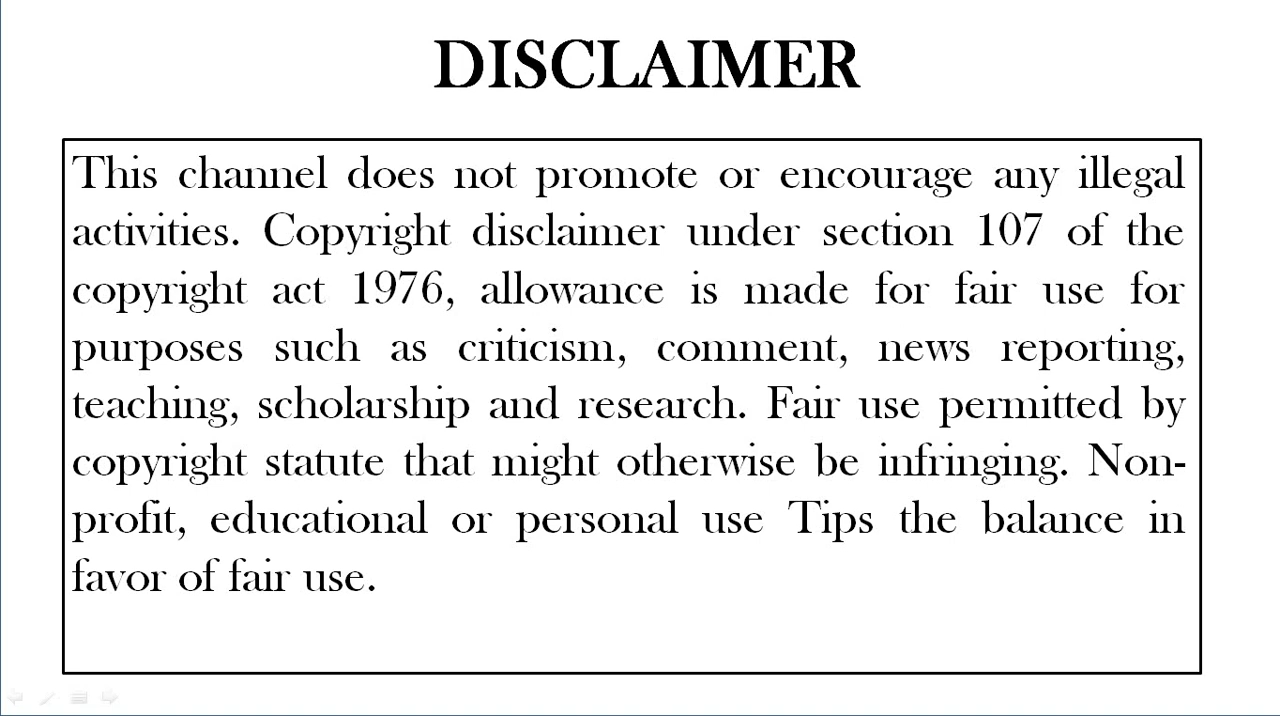 DISCLAIMER
This channel does not promote or encourage any illegal
activities. Copyright disclaimer under section 107 of the
copyright act 1976, allowance is made for fair use for
purposes such as criticism, comment, news reporting,
teaching, scholarship and research. Fair use permitted by
copyright statute that might otherwise be infringing. Non-
profit, educational or personal use Tips the balance in
favor of fair use.